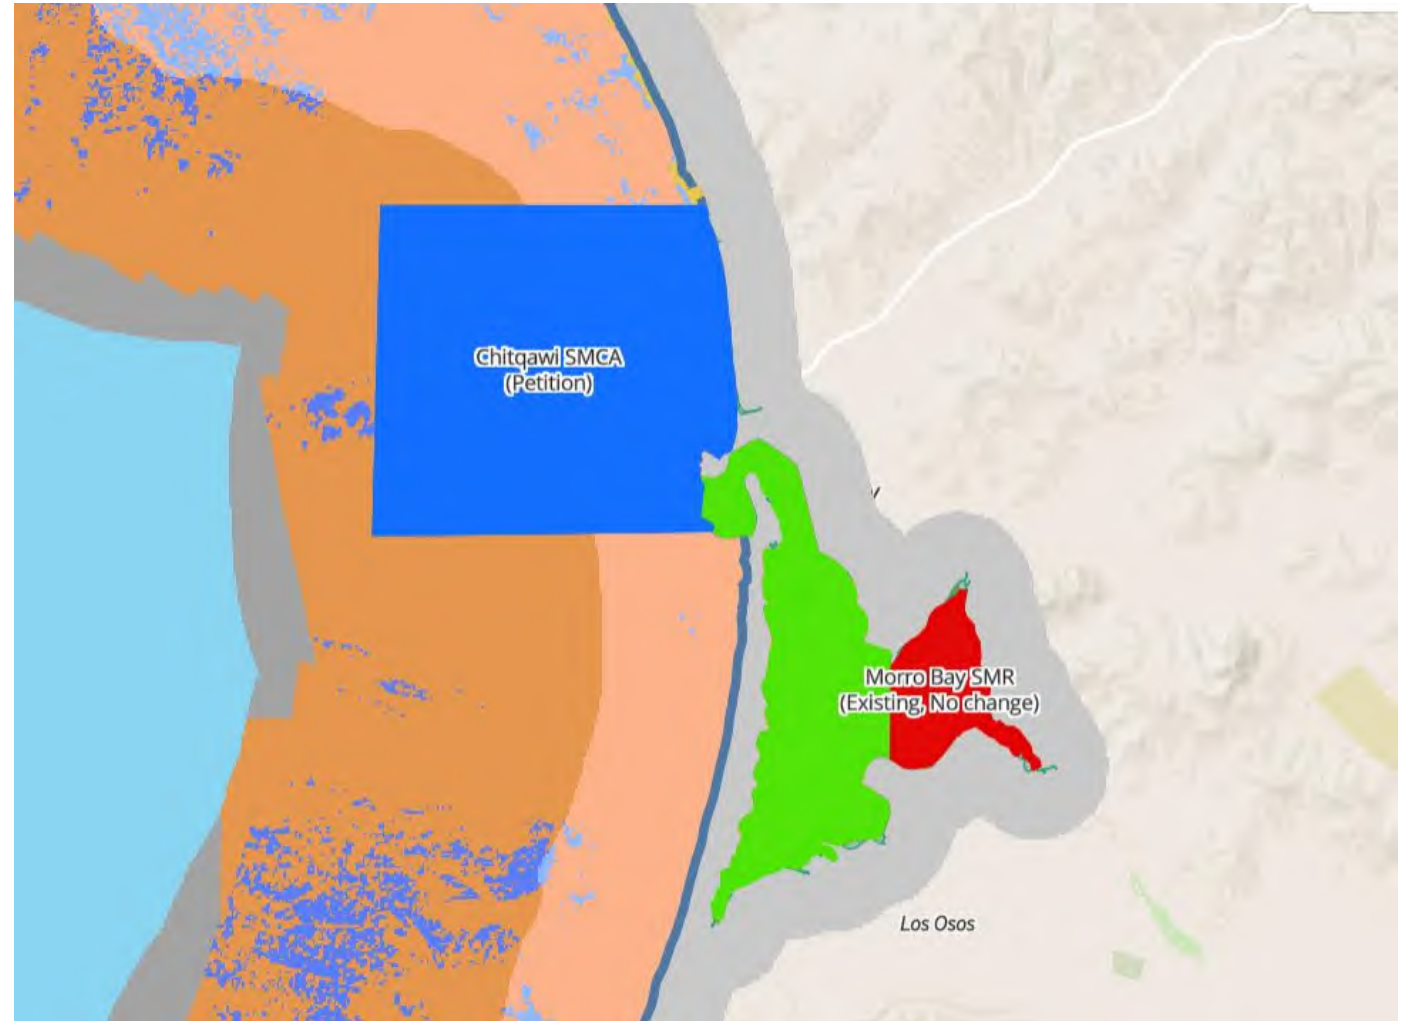 Chitqawi SMCA
(Petition)
Morro Bay SMR
(Existing, No change)
Los Osos